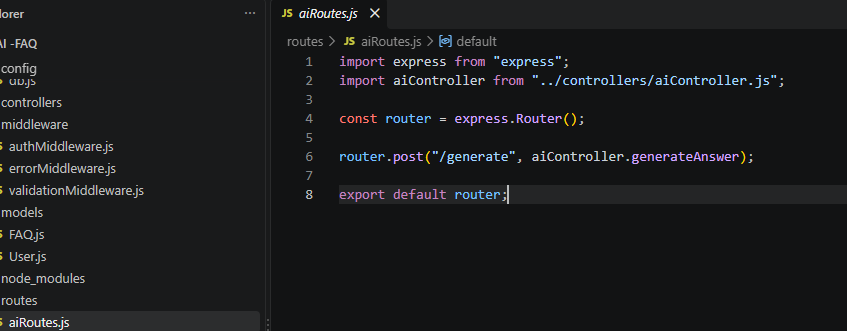 lorer
...
AI -FAQ
config
db.js
controllers
middleware
authMiddleware.js
errorMiddleware.js
validationMiddleware.js
models
FAQ.js
User.js
node_modules
routes
aiRoutes.js
JS aiRoutes.js ×
routes > JS aiRoutes.js > default
1 import express from "express";
2 import aiController from "../controllers/aiController.js";
3
4 const router = express.Router();
5
6 router.post("/generate", aiController.generateAnswer);
7
8 export default router;